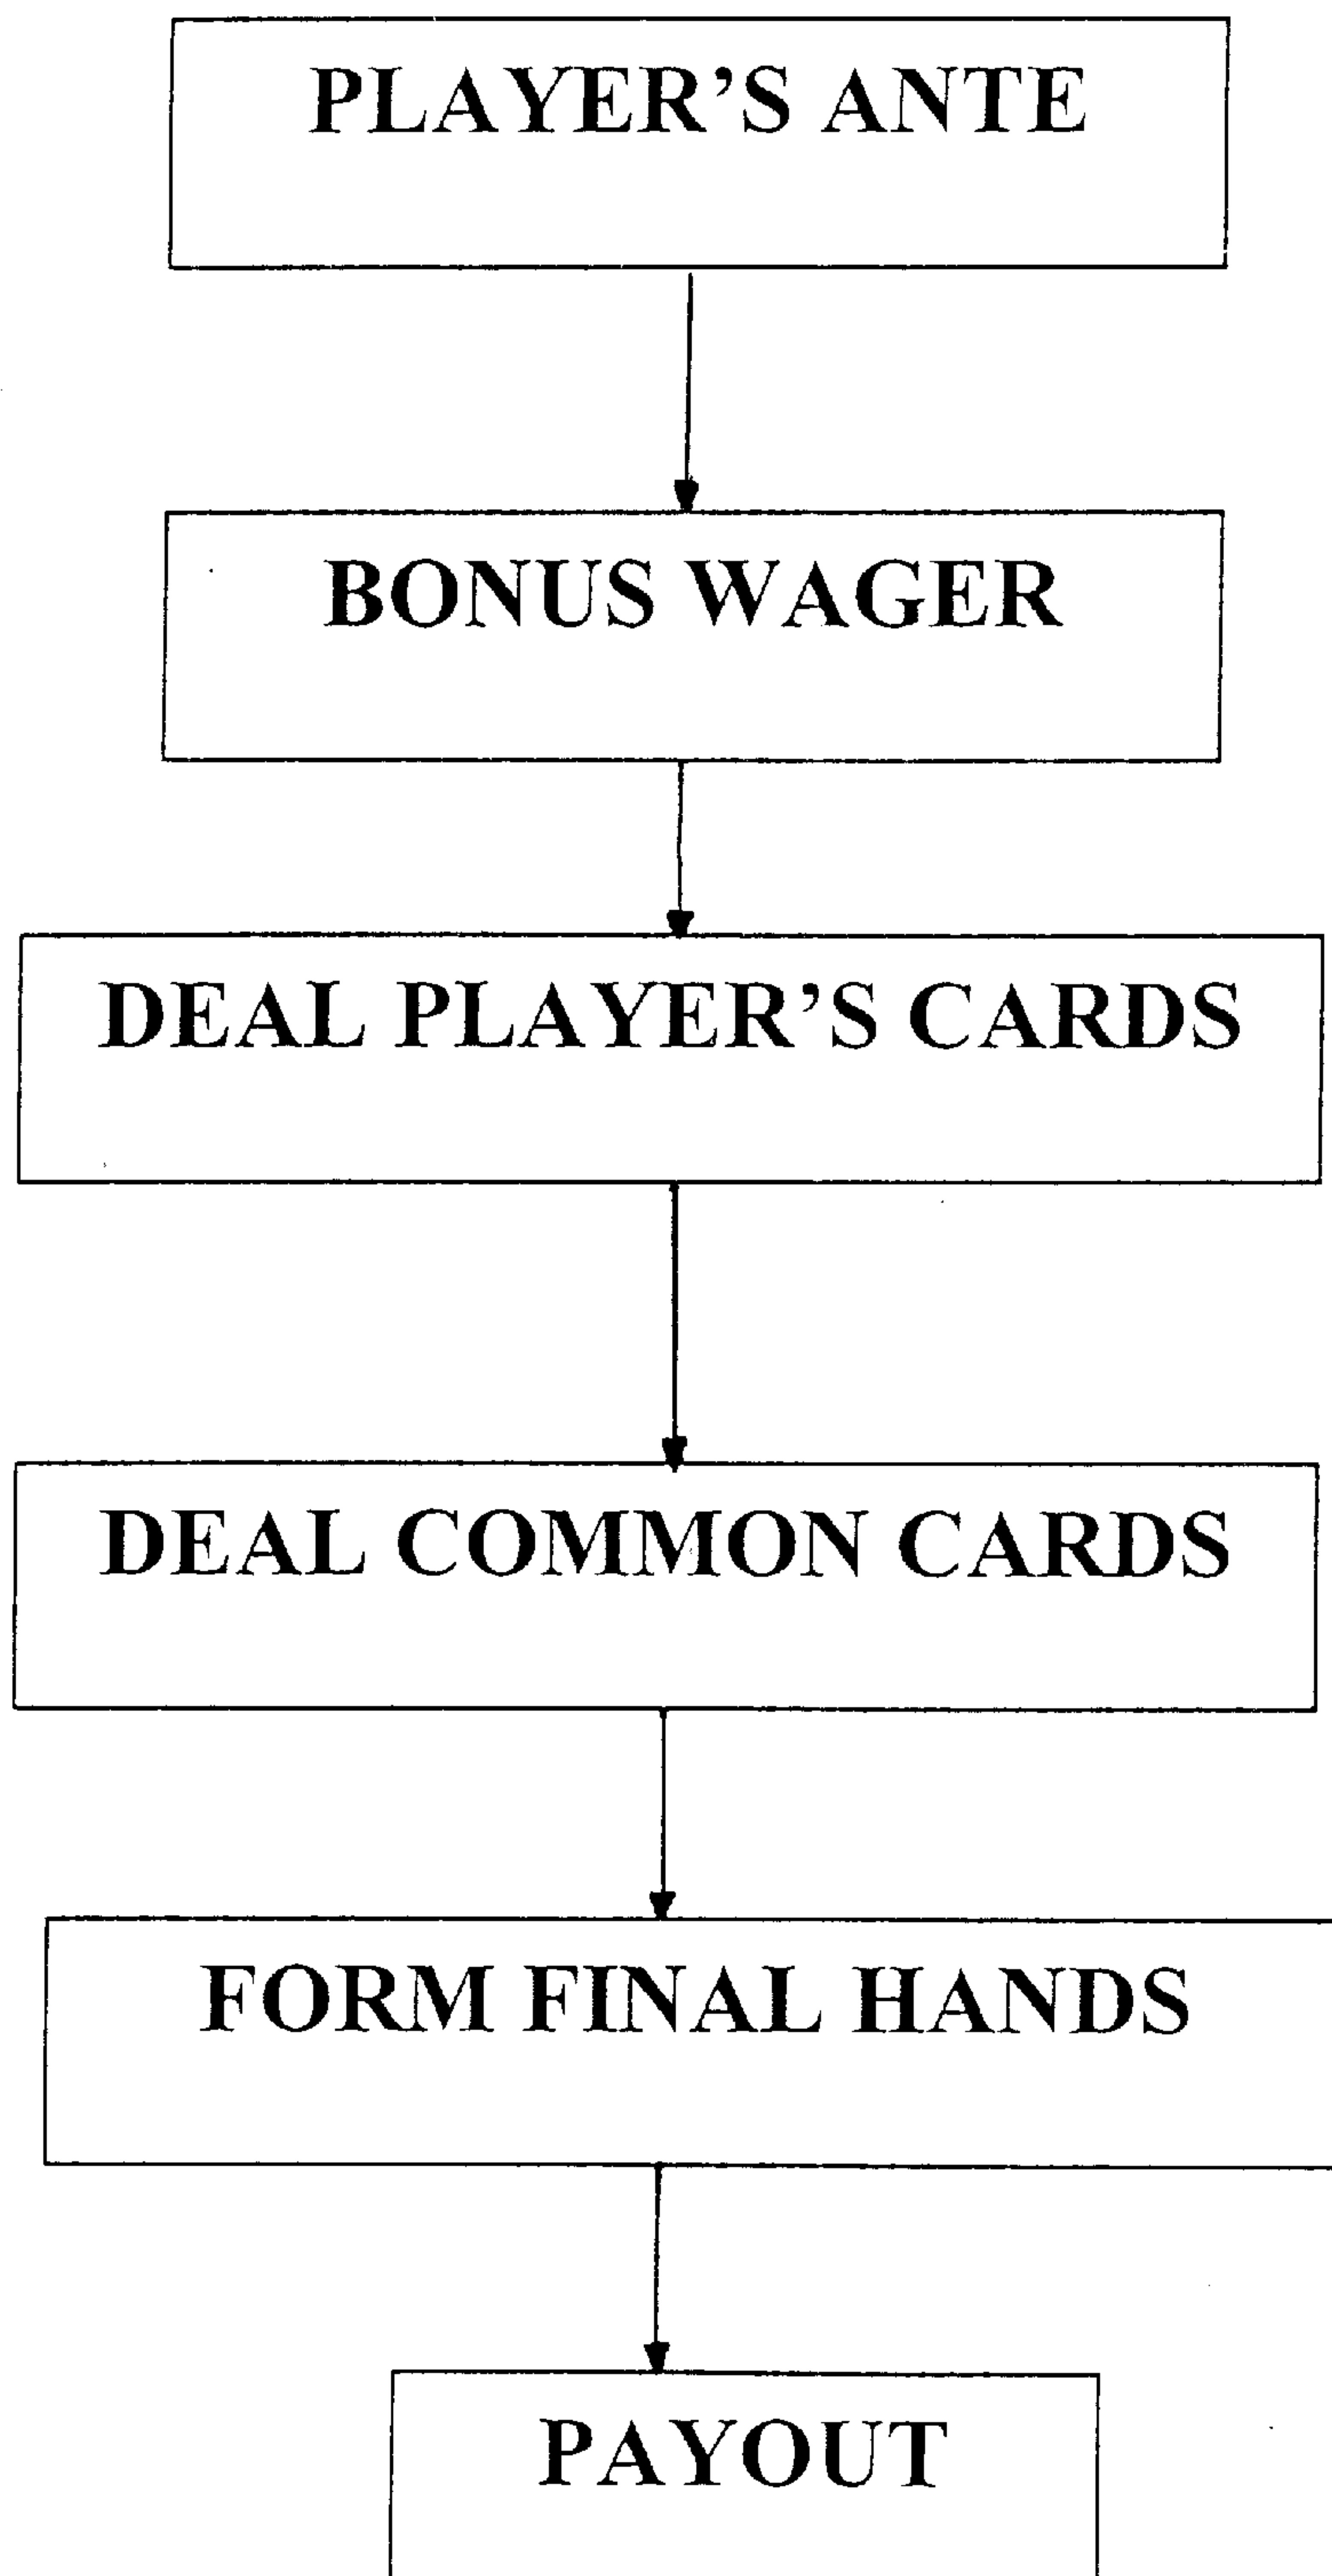 PLAYER’S ANTE
BONUS WAGER
DEAL PLAYER’S CARDS
DEAL COMMON CARDS
FORM FINAL HANDS
PAYOUT